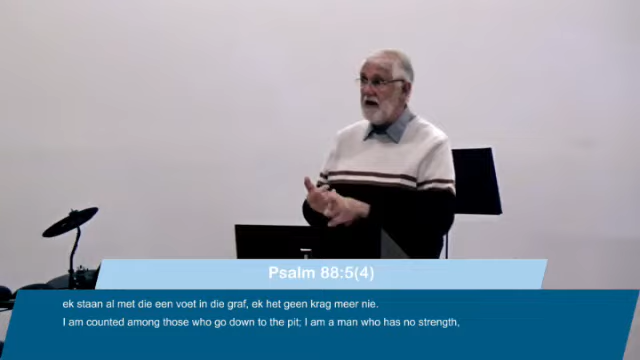 Psalm 88:5(4)
ek staan al met die een voet in die graf, ek het geen krag meer nie.
I am counted among those who go down to the pit; I am a man who has no strength,